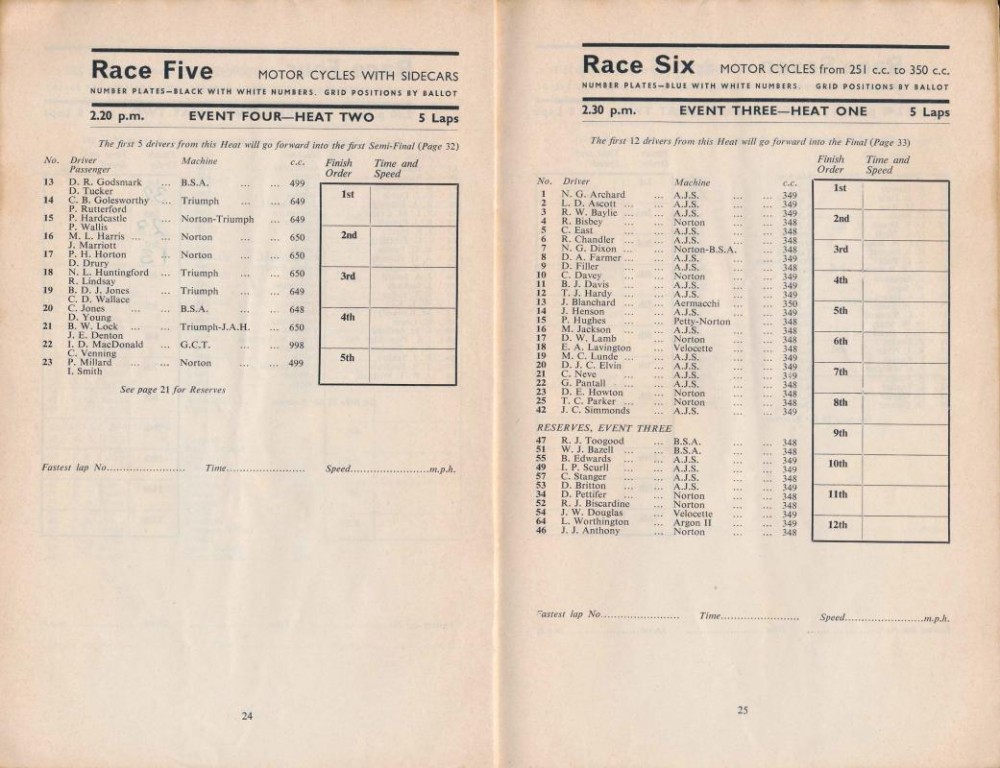 Race Five MOTOR CYCLES WITH SIDECARS
NUMBER PLATES—BLACK WITH WHITE NUMBERS. GRID POSITIONS BY BALLOT
2.20 p.m. EVENT FOUR—HEAT TWO 5 Laps
The first 5 drivers from this Heat will go forward into the first Semi-Final (Page 32)
No. Driver Machine c.c. Finish Time and
Passenger Order Speed
13 D. R. Godsmark ... B.S.A. ... ... 499
D. Tucker
14 C. B. Golesworthy ... Triumph ... ... 649
P. Rutterford
15 P. Hardcastle ... Norton-Triumph ... 649
P. Wallis
16 M. L. Harris ... ... Norton ... ... 650
J. Marriott
17 P. H. Horton ... Norton ... ... 650
D. Drury
18 N. L. Huntingford ... Triumph ... ... 650
R. Lindsay
19 B. D. J. Jones ... Triumph ... ... 649
C. D. Wallace
20 C. Jones ... ... B.S.A. ... ... 648
D. Young
21 B. W. Lock ... ... Triumph-J.A.H. ... 650
J. E. Denton
22 I. D. MacDonald ... G.C.T. ... ... 998
C. Venning
23 P. Millard ... ... Norton ... ... 499
I. Smith
1st
2nd
3rd
4th
5th
See page 21 for Reserves
Fastest lap No........................ Time........................ Speed........................m.p.h.
24
Race Six MOTOR CYCLES from 251 c.c. to 350 c.c.
NUMBER PLATES—BLUE WITH WHITE NUMBERS. GRID POSITIONS BY BALLOT
2.30 p.m. EVENT THREE—HEAT ONE 5 Laps
The first 12 drivers from this Heat will go forward into the Final (Page 33)
Finish Time and
Order Speed
No. Driver Machine c.c.
1 N. G. Archard ... A.J.S. ... ... 349
2 L. D. Ascott ... ... A.J.S. ... ... 349
3 R. W. Baylie ... ... A.J.S. ... ... 349
4 R. Bisbey ... Norton ... ... 348
5 C. East ... A.J.S. ... ... 348
6 R. Chandler ... A.J.S. ... ... 349
7 N. G. Dixon ... ... Norton-B.S.A. ... ... 348
8 D. A. Farmer ... ... A.J.S. ... ... 349
9 D. Filler ... A.J.S. ... ... 348
10 C. Davey ... Norton ... ... 349
11 B. J. Davis ... A.J.S. ... ... 349
12 T. J. Hardy ... A.J.S. ... ... 349
13 J. Blanchard ... ... Aermacchi ... ... 350
14 J. Henson ... A.J.S. ... ... 349
15 P. Hughes ... Petty-Norton ... ... 348
16 M. Jackson ... A.J.S. ... ... 348
17 D. W. Lamb ... Norton ... ... 348
18 E. A. Lavington ... Velocette ... ... 348
19 M. C. Lunde ... ... A.J.S. ... ... 349
20 D. J. C. Elvin ... A.J.S. ... ... 349
21 C. Neve ... A.J.S. ... ... 349
22 G. Pantall ... A.J.S. ... ... 348
23 D. E. Howton ... Norton ... ... 348
25 T. C. Parker ... ... Norton ... ... 348
42 J. C. Simmonds ... A.J.S. ... ... 349
RESERVES, EVENT THREE
47 R. J. Toogood ... B.S.A. ... ... 348
51 W. J. Bazell ... B.S.A. ... ... 348
55 B. Edwards ... A.J.S. ... ... 349
49 I. P. Scurll ... A.J.S. ... ... 349
57 C. Stanger ... A.J.S. ... ... 348
53 D. Britton ... A.J.S. ... ... 349
34 D. Pettifer ... Norton ... ... 348
52 R. J. Biscardine ... Norton ... ... 348
54 J. W. Douglas ... Velocette ... ... 349
64 L. Worthington ... Argon II ... ... 349
46 J. J. Anthony ... Norton ... ... 348
1st
2nd
3rd
4th
5th
6th
7th
8th
9th
10th
11th
12th
astest lap No........................ Time........................ Speed........................m.p.h.
25